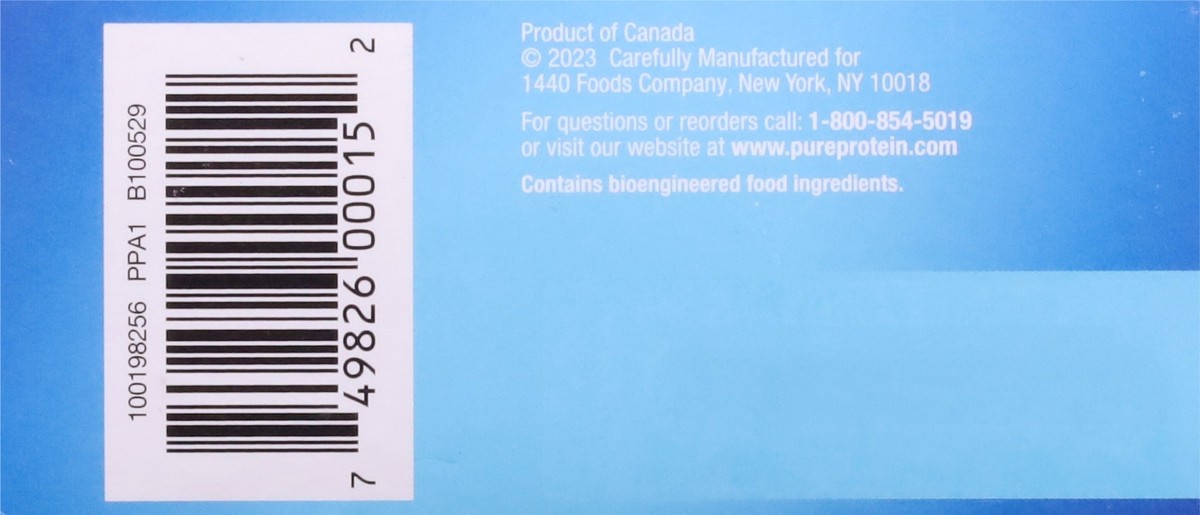 Product of Canada
© 2023 Carefully Manufactured for
1440 Foods Company, New York, NY 10018
For questions or reorders call: 1-800-854-5019
or visit our website at www.pureprotein.com
Contains bioengineered food ingredients.
100198256 PPA1 B100529
7 49826 00015 2